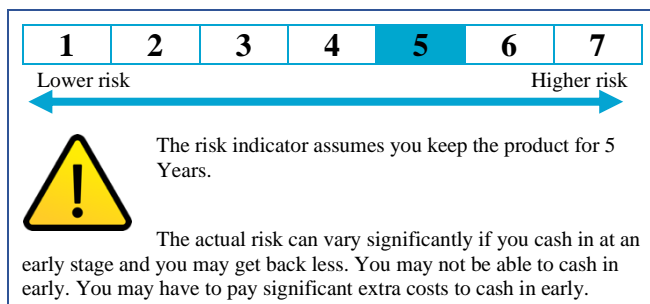 1 2 3 4 5 6 7
Lower risk Higher risk
The risk indicator assumes you keep the product for 5
Years.
The actual risk can vary significantly if you cash in at an
early stage and you may get back less. You may not be able to cash in
early. You may have to pay significant extra costs to cash in early.